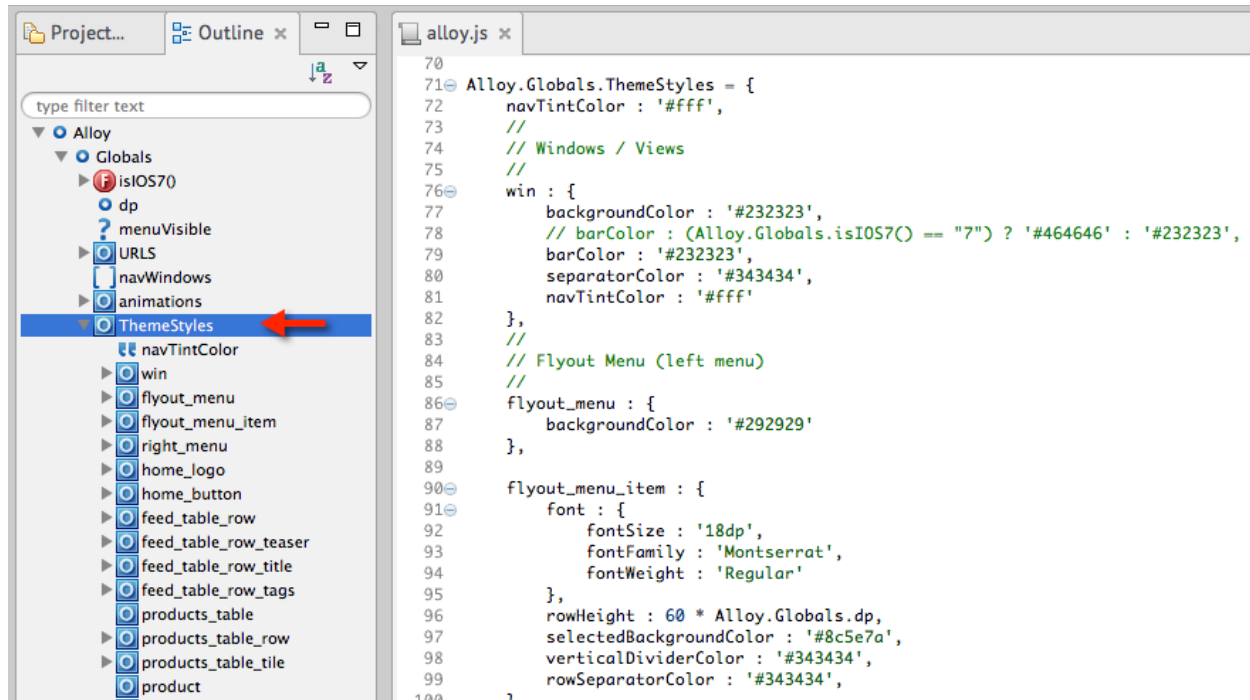 Project...
Outline
type filter text
Alloy
Globals
isIOS7()
dp
menuVisible
URLS
navWindows
animations
ThemeStyles
navTintColor
win
flyout_menu
flyout_menu_item
right_menu
home_logo
home_button
feed_table_row
feed_table_row_teaser
feed_table_row_title
feed_table_row_tags
products_table
products_table_row
products_table_tile
product
alloy.js
70
71 Alloy.Globals.ThemeStyles = {
72 navTintColor : '#fff',
73 //
74 // Windows / Views
75 //
76 win : {
77 backgroundColor : '#232323',
78 // barColor : (Alloy.Globals.isIOS7() == "7") ? '#464646' : '#232323',
79 barColor : '#232323',
80 separatorColor : '#343434',
81 navTintColor : '#fff'
82 },
83 //
84 // Flyout Menu (left menu)
85 //
86 flyout_menu : {
87 backgroundColor : '#292929'
88 },
89
90 flyout_menu_item : {
91 font : {
92 fontSize : '18dp',
93 fontFamily : 'Montserrat',
94 fontWeight : 'Regular'
95 },
96 rowHeight : 60 * Alloy.Globals.dp,
97 selectedBackgroundColor : '#8c5e7a',
98 verticalDividerColor : '#343434',
99 rowSeparatorColor : '#343434',